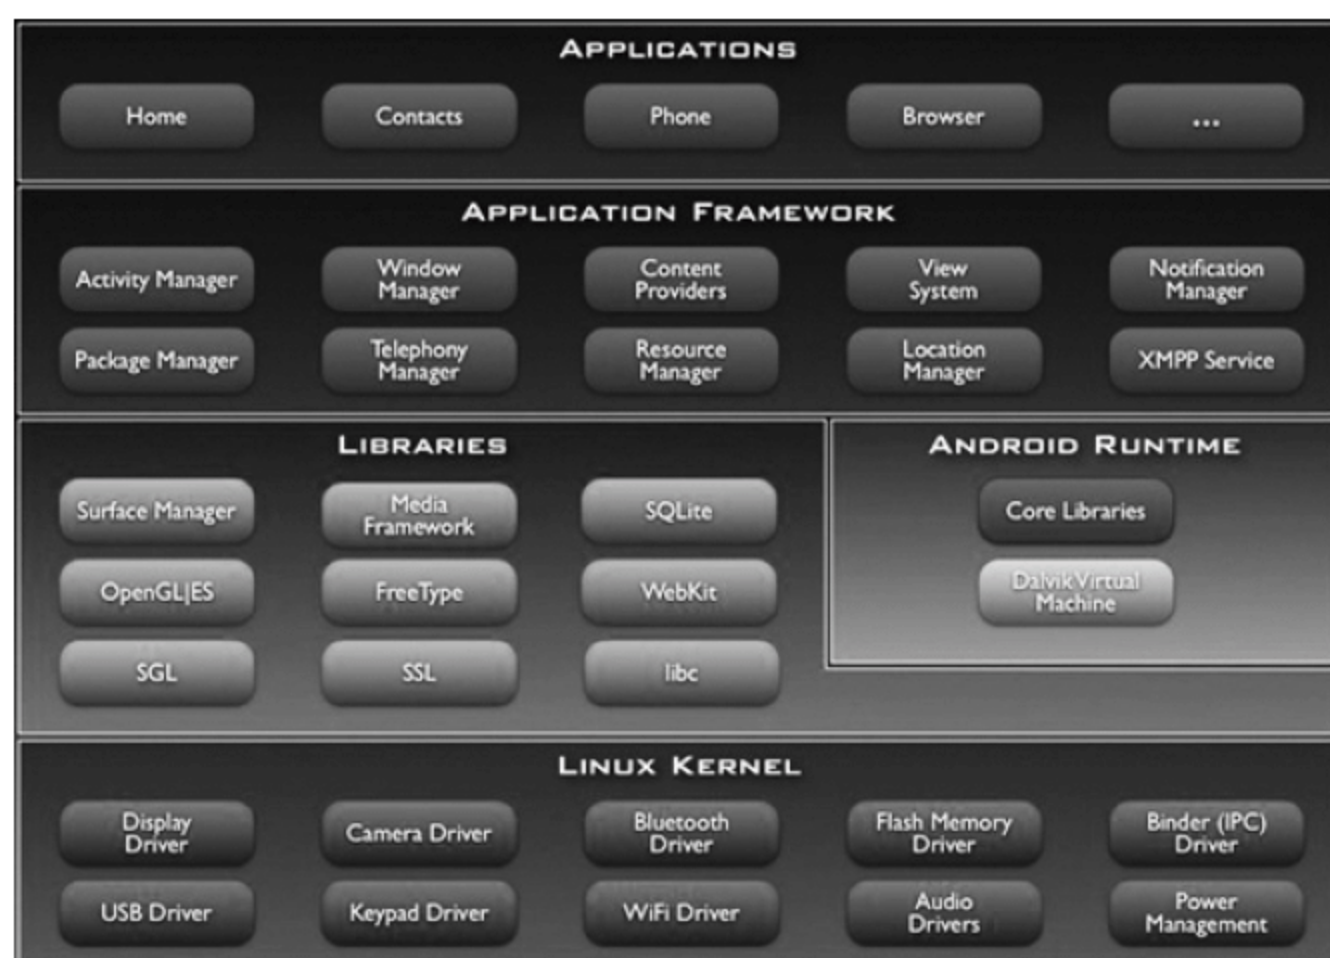 APPLICATIONS
Home
Contacts
Phone
Browser
...
APPLICATION FRAMEWORK
Activity Manager
Window
Manager
Content
Providers
View
System
Notification
Manager
Package Manager
Telephony
Manager
Resource
Manager
Location
Manager
XMPP Service
LIBRARIES
Surface Manager
Media
Framework
SQLite
OpenGL|ES
FreeType
WebKit
SGL
SSL
libc
ANDROID RUNTIME
Core Libraries
Dalvik Virtual
Machine
LINUX KERNEL
Display
Driver
Camera Driver
Bluetooth
Driver
Flash Memory
Driver
Binder (IPC)
Driver
USB Driver
Keypad Driver
WiFi Driver
Audio
Drivers
Power
Management